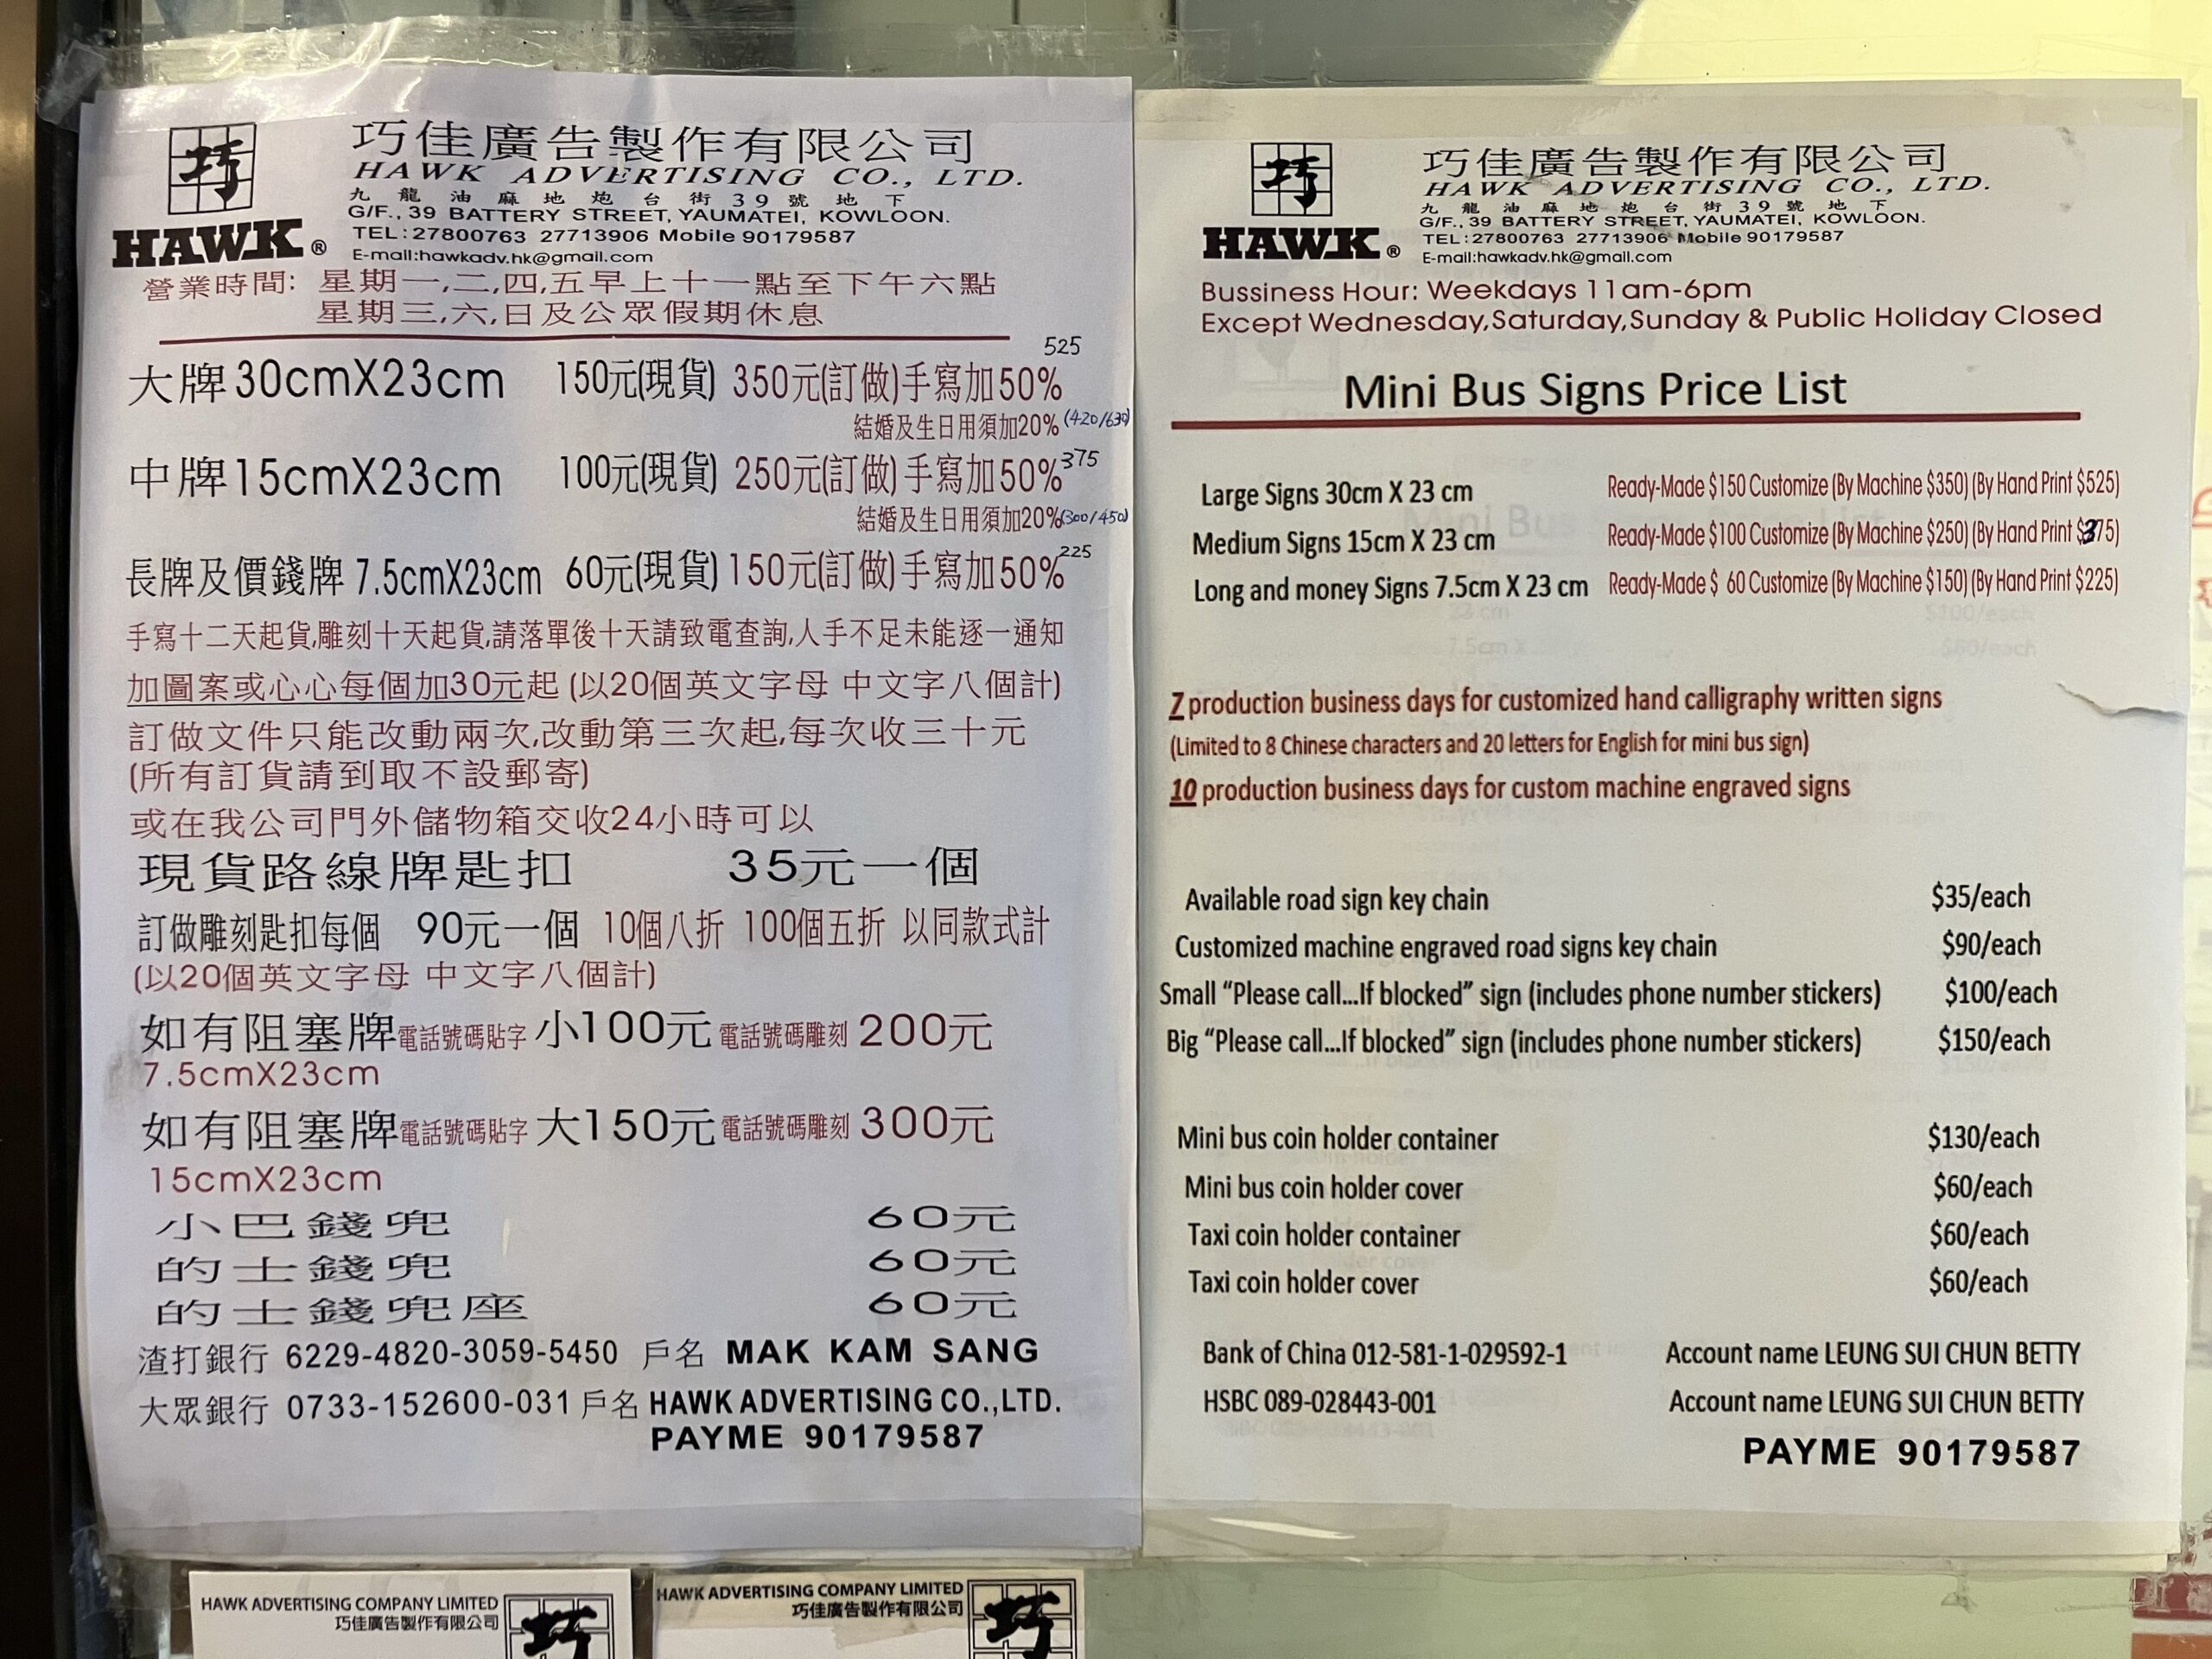 巧
HAWK®
巧佳廣告製作有限公司
HAWK ADVERTISING CO., LTD.
九龍油麻地炮台街39號地下
G/F., 39 BATTERY STREET, YAUMATEI, KOWLOON.
TEL:27800763 27713906 Mobile 90179587
E-mail:hawkadv.hk@gmail.com
營業時間: 星期一,二,四,五早上十一點至下午六點
星期三,六,日及公眾假期休息
525
大牌30cmX23cm 150元(現貨) 350元(訂做)手寫加50%
結婚及生日用須加20% (420/630)
中牌15cmX23cm 100元(現貨) 250元(訂做)手寫加50% 375
結婚及生日用須加20% (300/450)
長牌及價錢牌 7.5cmX23cm 60元(現貨) 150元(訂做)手寫加50% 225
手寫十二天起貨,雕刻十天起貨,請落單後十天請致電查詢,人手不足未能逐一通知
加圖案或心心每個加30元起 (以20個英文字母 中文字八個計)
訂做文件只能改動兩次,改動第三次起,每次收三十元
(所有訂貨請到取不設郵寄)
或在我公司門外儲物箱交收24小時可以
現貨路線牌匙扣 35元一個
訂做雕刻匙扣每個 90元一個 10個八折 100個五折 以同款式計
(以20個英文字母 中文字八個計)
如有阻塞牌電話號碼貼字 小100元 電話號碼雕刻 200元
7.5cmX23cm
如有阻塞牌電話號碼貼字 大150元 電話號碼雕刻 300元
15cmX23cm
小巴錢兜 60元
的士錢兜 60元
的士錢兜座 60元
渣打銀行 6229-4820-3059-5450 戶名 MAK KAM SANG
大眾銀行 0733-152600-031 戶名 HAWK ADVERTISING CO.,LTD.
PAYME 90179587
巧
HAWK®
巧佳廣告製作有限公司
HAWK ADVERTISING CO., LTD.
九龍油麻地炮台街39號地下
G/F., 39 BATTERY STREET, YAUMATEI, KOWLOON.
TEL:27800763 27713906 Mobile 90179587
E-mail:hawkadv.hk@gmail.com
Bussiness Hour: Weekdays 11am-6pm
Except Wednesday,Saturday,Sunday & Public Holiday Closed
Mini Bus Signs Price List
Large Signs 30cm X 23 cm Ready-Made $150 Customize (By Machine $350) (By Hand Print $525)
Medium Signs 15cm X 23 cm Ready-Made $100 Customize (By Machine $250) (By Hand Print $375)
Long and money Signs 7.5cm X 23 cm Ready-Made $ 60 Customize (By Machine $150) (By Hand Print $225)
7 production business days for customized hand calligraphy written signs
(Limited to 8 Chinese characters and 20 letters for English for mini bus sign)
10 production business days for custom machine engraved signs
Available road sign key chain $35/each
Customized machine engraved road signs key chain $90/each
Small “Please call...If blocked” sign (includes phone number stickers) $100/each
Big “Please call...If blocked” sign (includes phone number stickers) $150/each
Mini bus coin holder container $130/each
Mini bus coin holder cover $60/each
Taxi coin holder container $60/each
Taxi coin holder cover $60/each
Bank of China 012-581-1-029592-1 Account name LEUNG SUI CHUN BETTY
HSBC 089-028443-001 Account name LEUNG SUI CHUN BETTY
PAYME 90179587
HAWK ADVERTISING COMPANY LIMITED
巧佳廣告製作有限公司
巧
HAWK ADVERTISING COMPANY LIMITED
巧佳廣告製作有限公司
巧